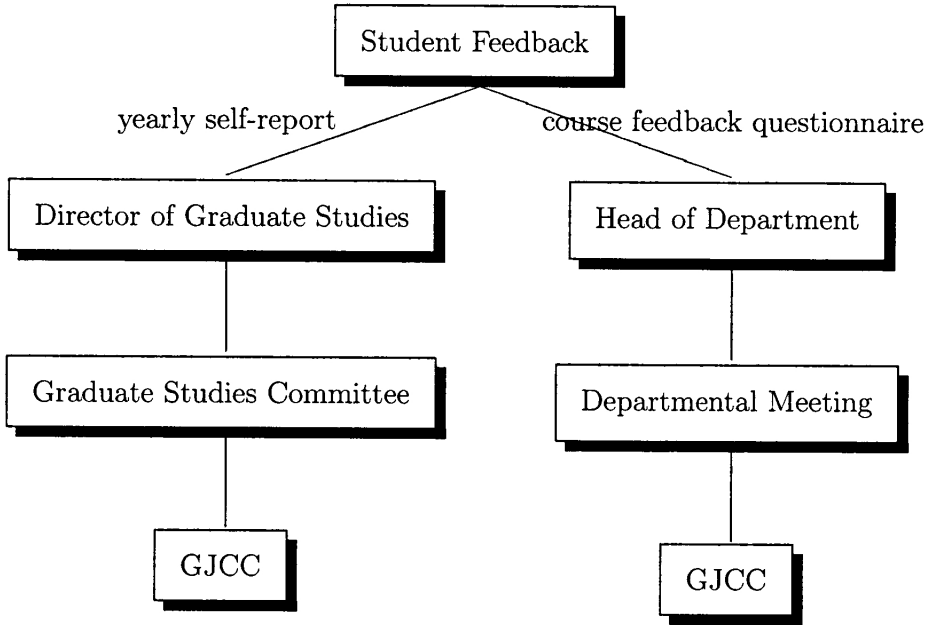 Student Feedback
yearly self-report
course feedback questionnaire
Director of Graduate Studies
Head of Department
Graduate Studies Committee
Departmental Meeting
GJCC
GJCC